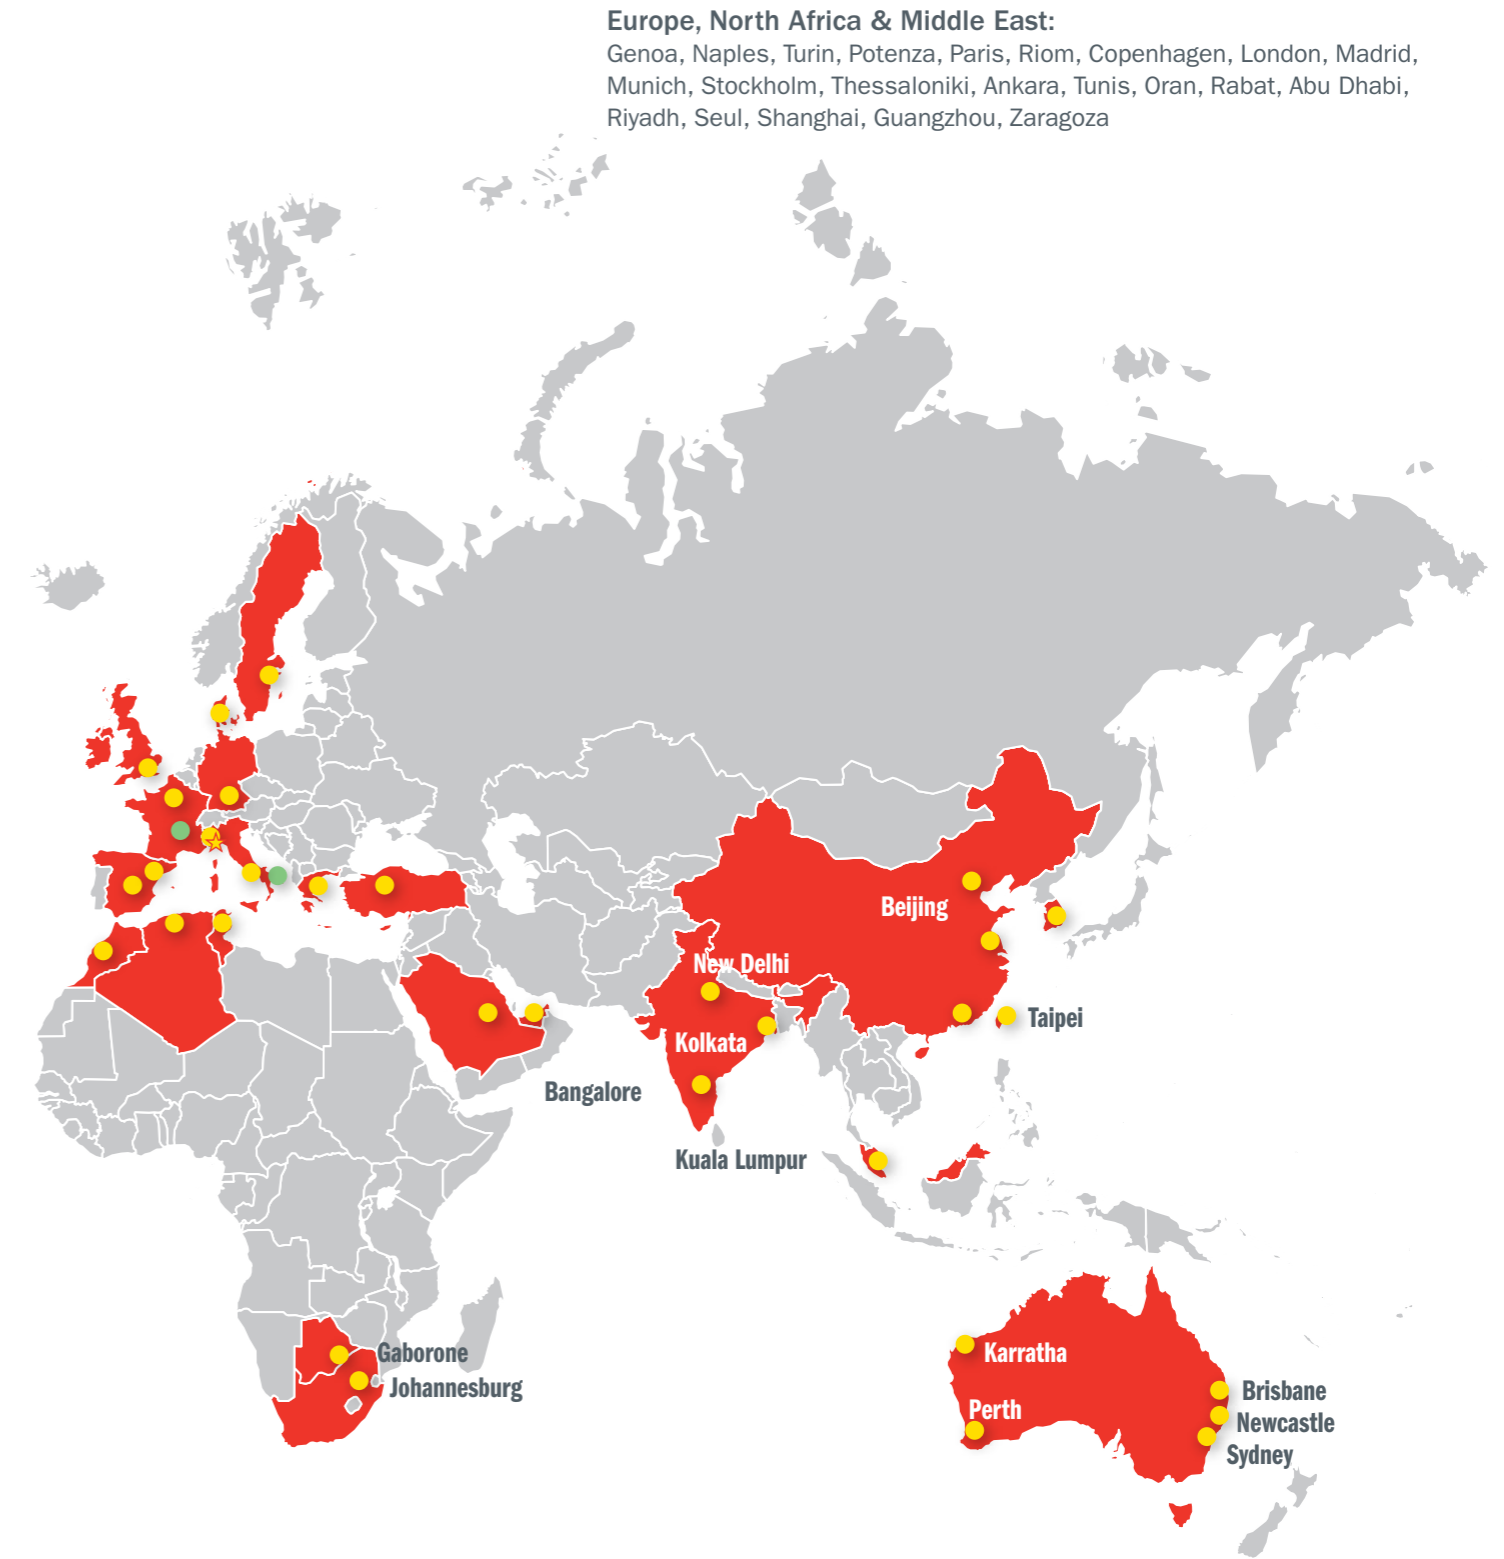 Europe, North Africa & Middle East:
Genoa, Naples, Turin, Potenza, Paris, Riom, Copenhagen, London, Madrid,
Munich, Stockholm, Thessaloniki, Ankara, Tunis, Oran, Rabat, Abu Dhabi,
Riyadh, Seul, Shanghai, Guangzhou, Zaragoza
Beijing
New Delhi
Taipei
Kolkata
Bangalore
Kuala Lumpur
Gaborone
Karratha
Johannesburg
Brisbane
Perth
Newcastle
Sydney